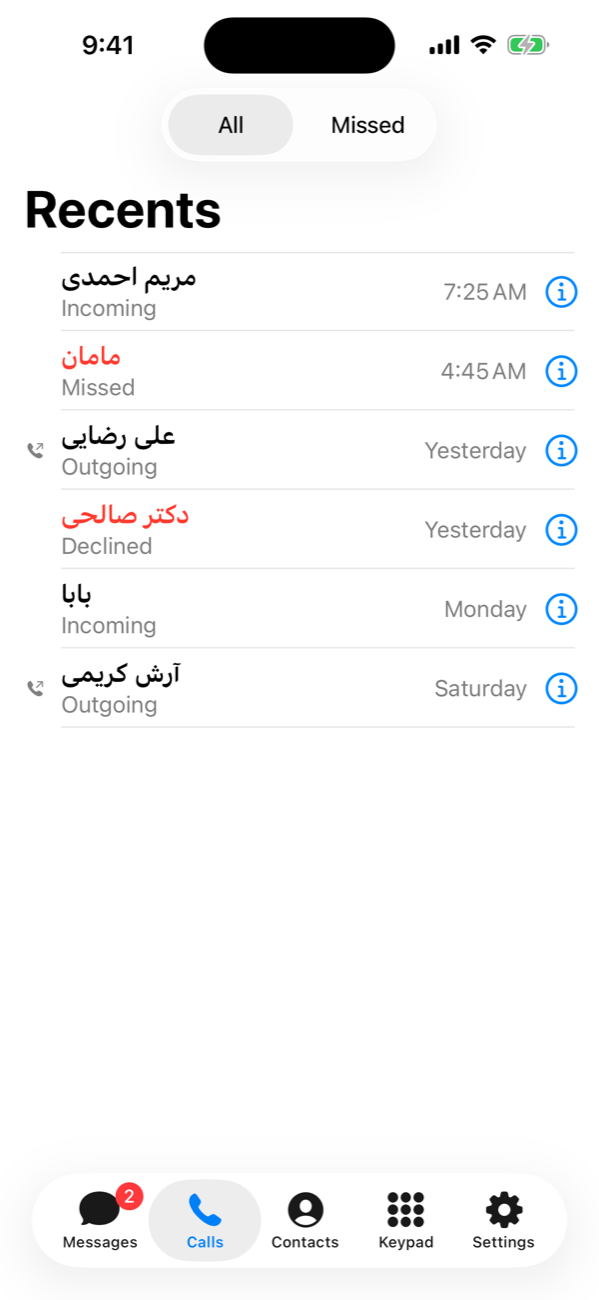 9:41
All
Missed
Recents
مریم احمدی
Incoming
7:25 AM
مامان
Missed
4:45 AM
علی رضایی
Outgoing
Yesterday
دکتر صالحی
Declined
Yesterday
بابا
Incoming
Monday
آرش کریمی
Outgoing
Saturday
2
Messages
Calls
Contacts
Keypad
Settings